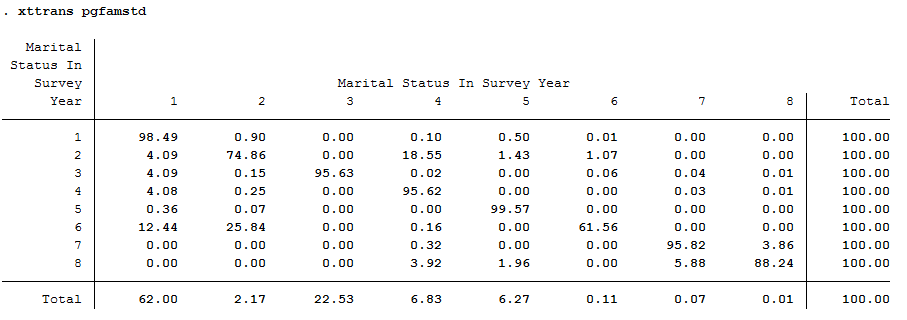 . xttrans pgfamstd
Marital
Status In
Survey Marital Status In Survey Year
Year 1 2 3 4 5 6 7 8 Total
1 98.49 0.90 0.00 0.10 0.50 0.01 0.00 0.00 100.00
2 4.09 74.86 0.00 18.55 1.43 1.07 0.00 0.00 100.00
3 4.09 0.15 95.63 0.02 0.00 0.06 0.04 0.01 100.00
4 4.08 0.25 0.00 95.62 0.00 0.00 0.03 0.01 100.00
5 0.36 0.07 0.00 0.00 99.57 0.00 0.00 0.00 100.00
6 12.44 25.84 0.00 0.16 0.00 61.56 0.00 0.00 100.00
7 0.00 0.00 0.00 0.32 0.00 0.00 95.82 3.86 100.00
8 0.00 0.00 0.00 3.92 1.96 0.00 5.88 88.24 100.00
Total 62.00 2.17 22.53 6.83 6.27 0.11 0.07 0.01 100.00